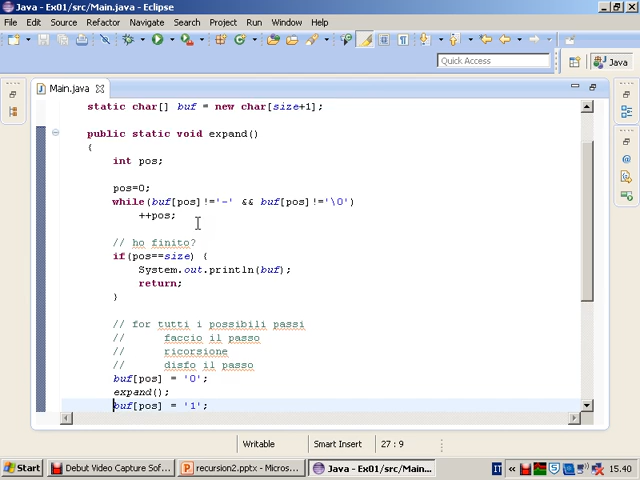 Java - Ex01/src/Main.java - Eclipse
File Edit Source Refactor Navigate Search Project Run Window Help
Quick Access
Java
Main.java
static char[] buf = new char[size+1];
public static void expand()
{
int pos;
pos=0;
while(buf[pos]!='-' && buf[pos]!='\0')
++pos;
// ho finito?
if(pos==size) {
System.out.println(buf);
return;
}
// for tutti i possibili passi
// faccio il passo
// ricorsione
// disfo il passo
buf[pos] = '0';
expand();
buf[pos] = '1';
Writable Smart Insert 27 : 9
Start Debut Video Capture Sof... recursion2.pptx - Micros... Java - Ex01/src/Main... IT 15.40